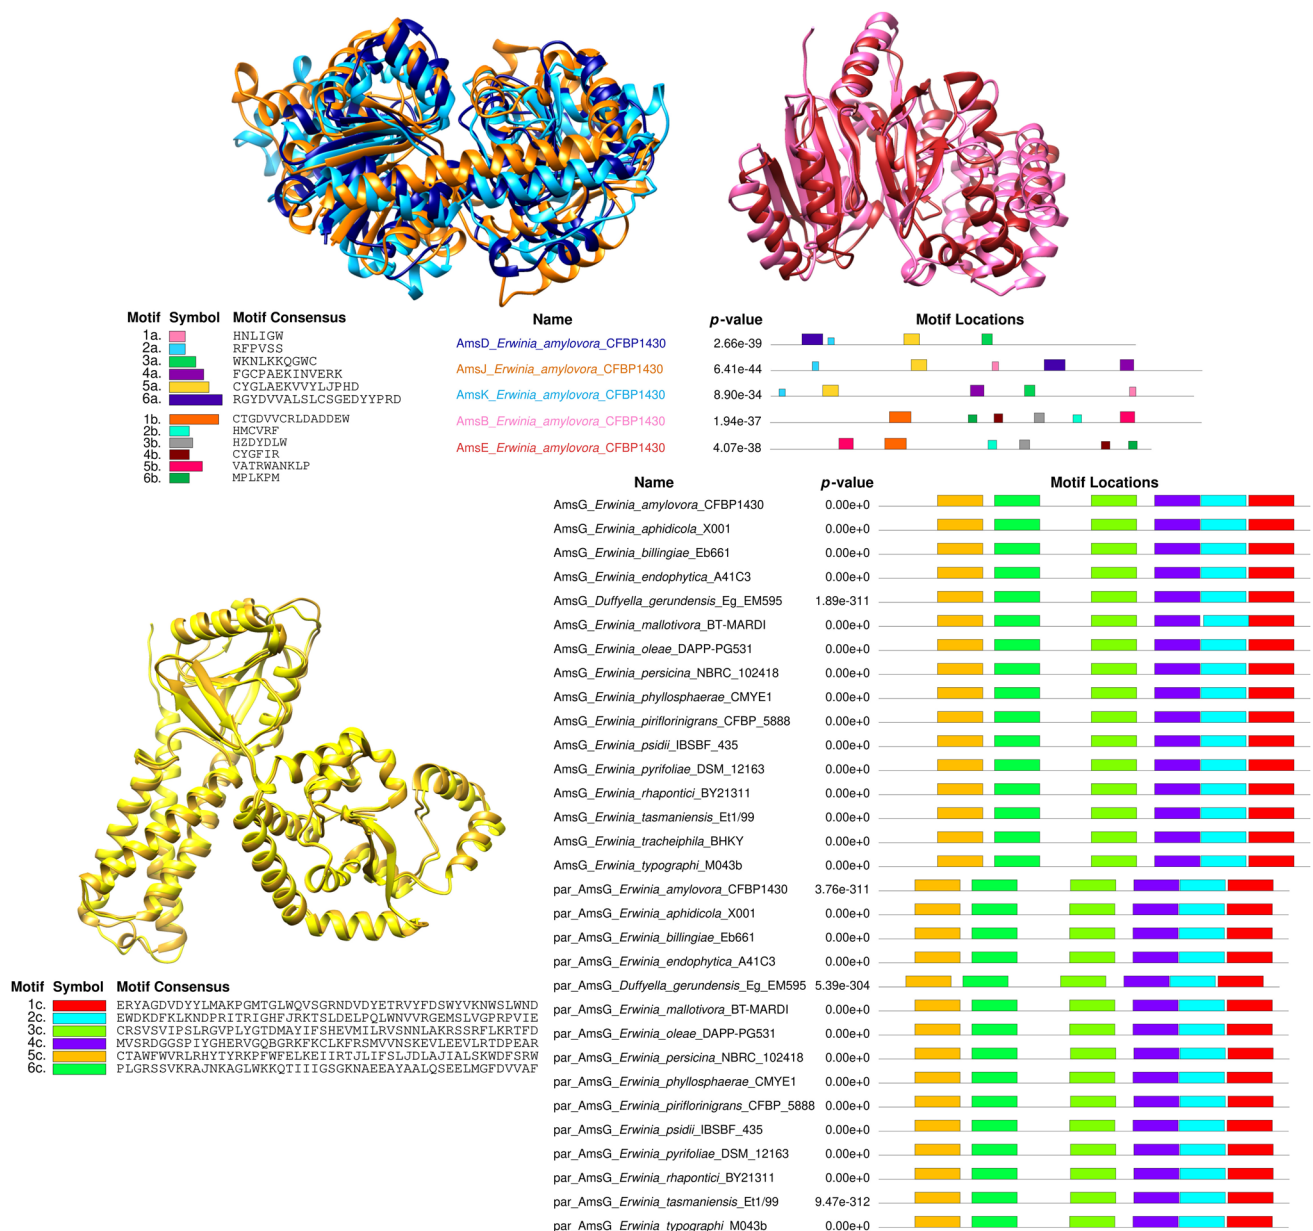 Motif Symbol Motif Consensus
1a. HNLIGW
2a. RFPVSS
3a. WKNLKKQGWC
4a. FGCPAEKINVERK
5a. CYGLAEKVVYLJPHD
6a. RGYDVVALSLCSGEDYYPRD
1b. CTGDVVCRLDADDEW
2b. HMCVRF
3b. HZDYDLW
4b. CYGFIR
5b. VATRWANKLP
6b. MPLKPM
Name p-value Motif Locations
AmsD_Erwinia_amylovora_CFBP1430 2.66e-39
AmsJ_Erwinia_amylovora_CFBP1430 6.41e-44
AmsK_Erwinia_amylovora_CFBP1430 8.90e-34
AmsB_Erwinia_amylovora_CFBP1430 1.94e-37
AmsE_Erwinia_amylovora_CFBP1430 4.07e-38
Name p-value Motif Locations
AmsG_Erwinia_amylovora_CFBP1430 0.00e+0
AmsG_Erwinia_aphidicola_X001 0.00e+0
AmsG_Erwinia_billingiae_Eb661 0.00e+0
AmsG_Erwinia_endophytica_A41C3 0.00e+0
AmsG_Duffyella_gerundensis_Eg_EM595 1.89e-311
AmsG_Erwinia_mallotivora_BT-MARDI 0.00e+0
AmsG_Erwinia_oleae_DAPP-PG531 0.00e+0
AmsG_Erwinia_persicina_NBRC_102418 0.00e+0
AmsG_Erwinia_phyllosphaerae_CMYE1 0.00e+0
AmsG_Erwinia_piriflorinigrans_CFBP_5888 0.00e+0
AmsG_Erwinia_psidii_IBSBF_435 0.00e+0
AmsG_Erwinia_pyrifoliae_DSM_12163 0.00e+0
AmsG_Erwinia_rhapontici_BY21311 0.00e+0
AmsG_Erwinia_tasmaniensis_Et1/99 0.00e+0
AmsG_Erwinia_tracheiphila_BHKY 0.00e+0
AmsG_Erwinia_typographi_M043b 0.00e+0
par_AmsG_Erwinia_amylovora_CFBP1430 3.76e-311
par_AmsG_Erwinia_aphidicola_X001 0.00e+0
par_AmsG_Erwinia_billingiae_Eb661 0.00e+0
par_AmsG_Erwinia_endophytica_A41C3 0.00e+0
par_AmsG_Duffyella_gerundensis_Eg_EM595 5.39e-304
par_AmsG_Erwinia_mallotivora_BT-MARDI 0.00e+0
par_AmsG_Erwinia_oleae_DAPP-PG531 0.00e+0
par_AmsG_Erwinia_persicina_NBRC_102418 0.00e+0
par_AmsG_Erwinia_phyllosphaerae_CMYE1 0.00e+0
par_AmsG_Erwinia_piriflorinigrans_CFBP_5888 0.00e+0
par_AmsG_Erwinia_psidii_IBSBF_435 0.00e+0
par_AmsG_Erwinia_pyrifoliae_DSM_12163 0.00e+0
par_AmsG_Erwinia_rhapontici_BY21311 0.00e+0
par_AmsG_Erwinia_tasmaniensis_Et1/99 9.47e-312
par_AmsG_Erwinia_typographi_M043b 0.00e+0
Motif Symbol Motif Consensus
1c. ERYAGDVDYYLMAKPGMTGLWQVSGRNDVDYETRVYFDSWYVKNWSLWND
2c. EWDKDFKLKNDPRITRIGHFJRKTSLDELPQLWNVVRGEMSLVGPRPVIE
3c. CRSVSVIPSLRGVPLYGTDMAYIFSHEVMILRVSNNLAKRSSRFLKRTFD
4c. MVSRDGGSPIYGHERVGQBGRKFKCLKFRSMVVNSKEVLEEVLRTDPEAR
5c. CTAWFWVRLRHYTYRKPFWFELKEIIRTJLIFSLJDLAJIALSKWDFSRW
6c. PLGRSSVKRAJNKAGLWKKQTIIIGSGKNAEEAYAALQSEELMGFDVVAF